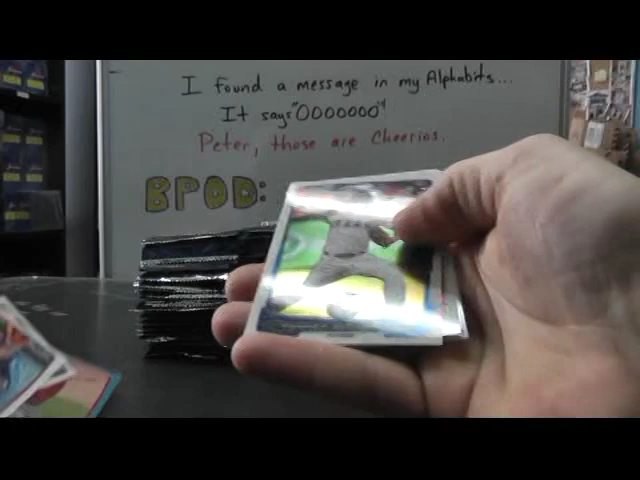 I found a message in my Alphabits...
It says "OOOOOOO"
Peter, those are Cheerios.
BPOD: